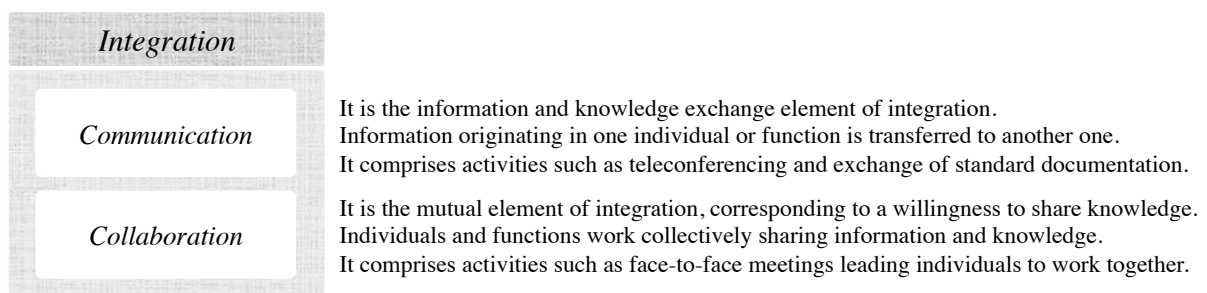 Integration
Communication
It is the information and knowledge exchange element of integration.
Information originating in one individual or function is transferred to another one.
It comprises activities such as teleconferencing and exchange of standard documentation.
Collaboration
It is the mutual element of integration, corresponding to a willingness to share knowledge.
Individuals and functions work collectively sharing information and knowledge.
It comprises activities such as face-to-face meetings leading individuals to work together.